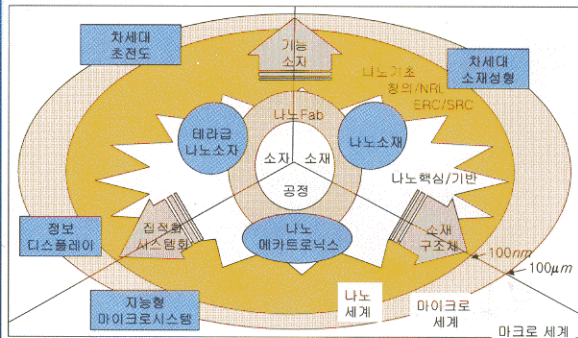 차세대
초전도
기능
소자
차세대
소재성형
나노기초
창의/NRL
ERC/SRC
나노Fab
테라급
나노소자
나노소재
소자
소재
공정
나노핵심/기반
정보
디스플레이
집적화
시스템화
나노
메카트로닉스
소재
구조체
100nm
100μm
지능형
마이크로시스템
나노
세계
마이크로
세계
마크로 세계